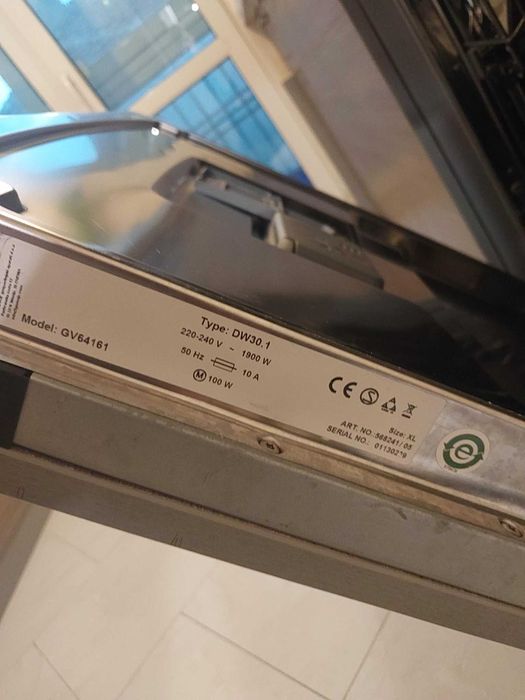 Model: GV64161
Type: DW30.1
220-240 V ~ 1900 W
50 Hz 10 A
M 100 W
CE S
Size: XL
ART. NO.:568241/05
SERIAL NO.:
e